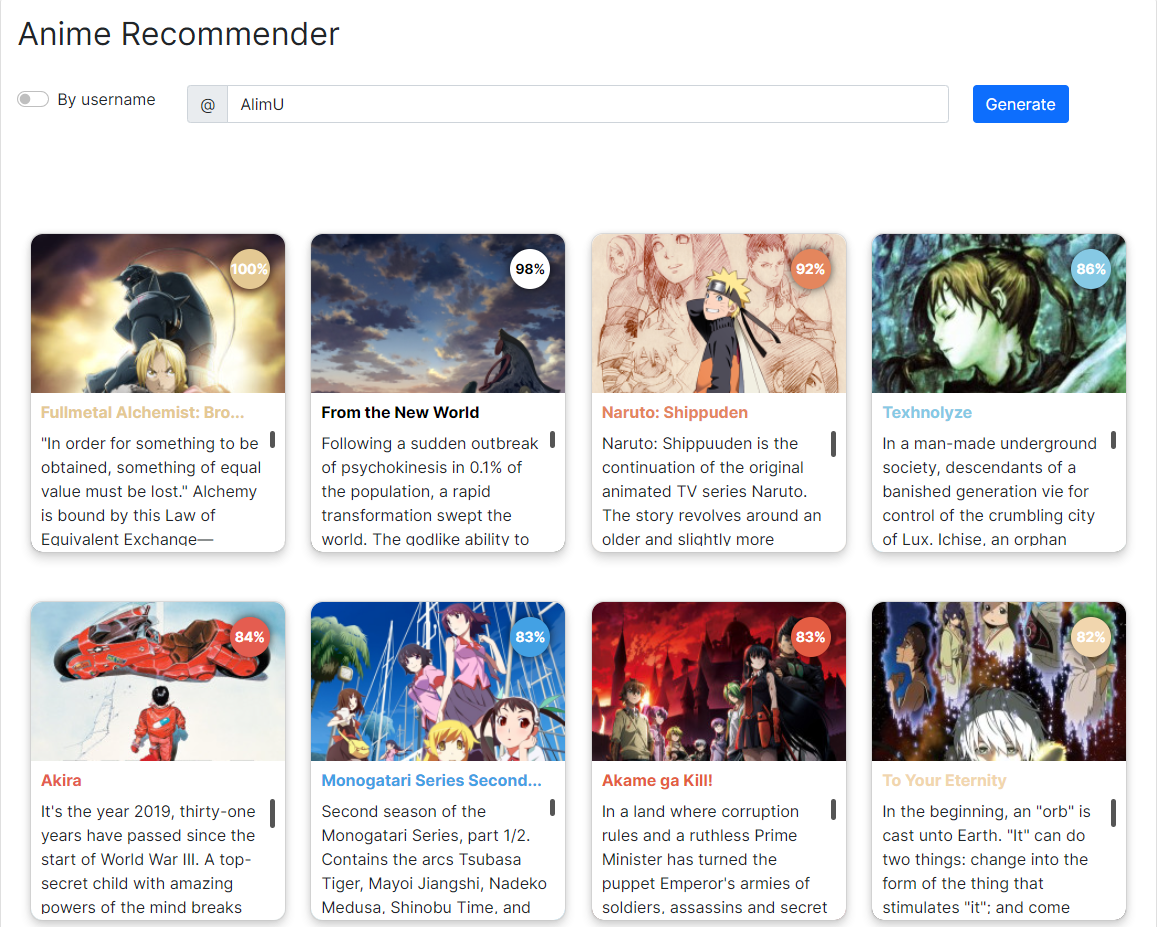 Anime Recommender
By username
@
AlimU
Generate
100%
Fullmetal Alchemist: Bro...
"In order for something to be
obtained, something of equal
value must be lost." Alchemy
is bound by this Law of
Equivalent Exchange—
98%
From the New World
Following a sudden outbreak
of psychokinesis in 0.1% of
the population, a rapid
transformation swept the
world. The godlike ability to
92%
Naruto: Shippuden
Naruto: Shippuuden is the
continuation of the original
animated TV series Naruto.
The story revolves around an
older and slightly more
86%
Texhnolyze
In a man-made underground
society, descendants of a
banished generation vie for
control of the crumbling city
of Lux. Ichise, an orphan
84%
Akira
It's the year 2019, thirty-one
years have passed since the
start of World War III. A top-
secret child with amazing
powers of the mind breaks
83%
Monogatari Series Second...
Second season of the
Monogatari Series, part 1/2.
Contains the arcs Tsubasa
Tiger, Mayoi Jiangshi, Nadeko
Medusa, Shinobu Time, and
83%
Akame ga Kill!
In a land where corruption
rules and a ruthless Prime
Minister has turned the
puppet Emperor's armies of
soldiers, assassins and secret
82%
To Your Eternity
In the beginning, an "orb" is
cast unto Earth. "It" can do
two things: change into the
form of the thing that
stimulates "it"; and come